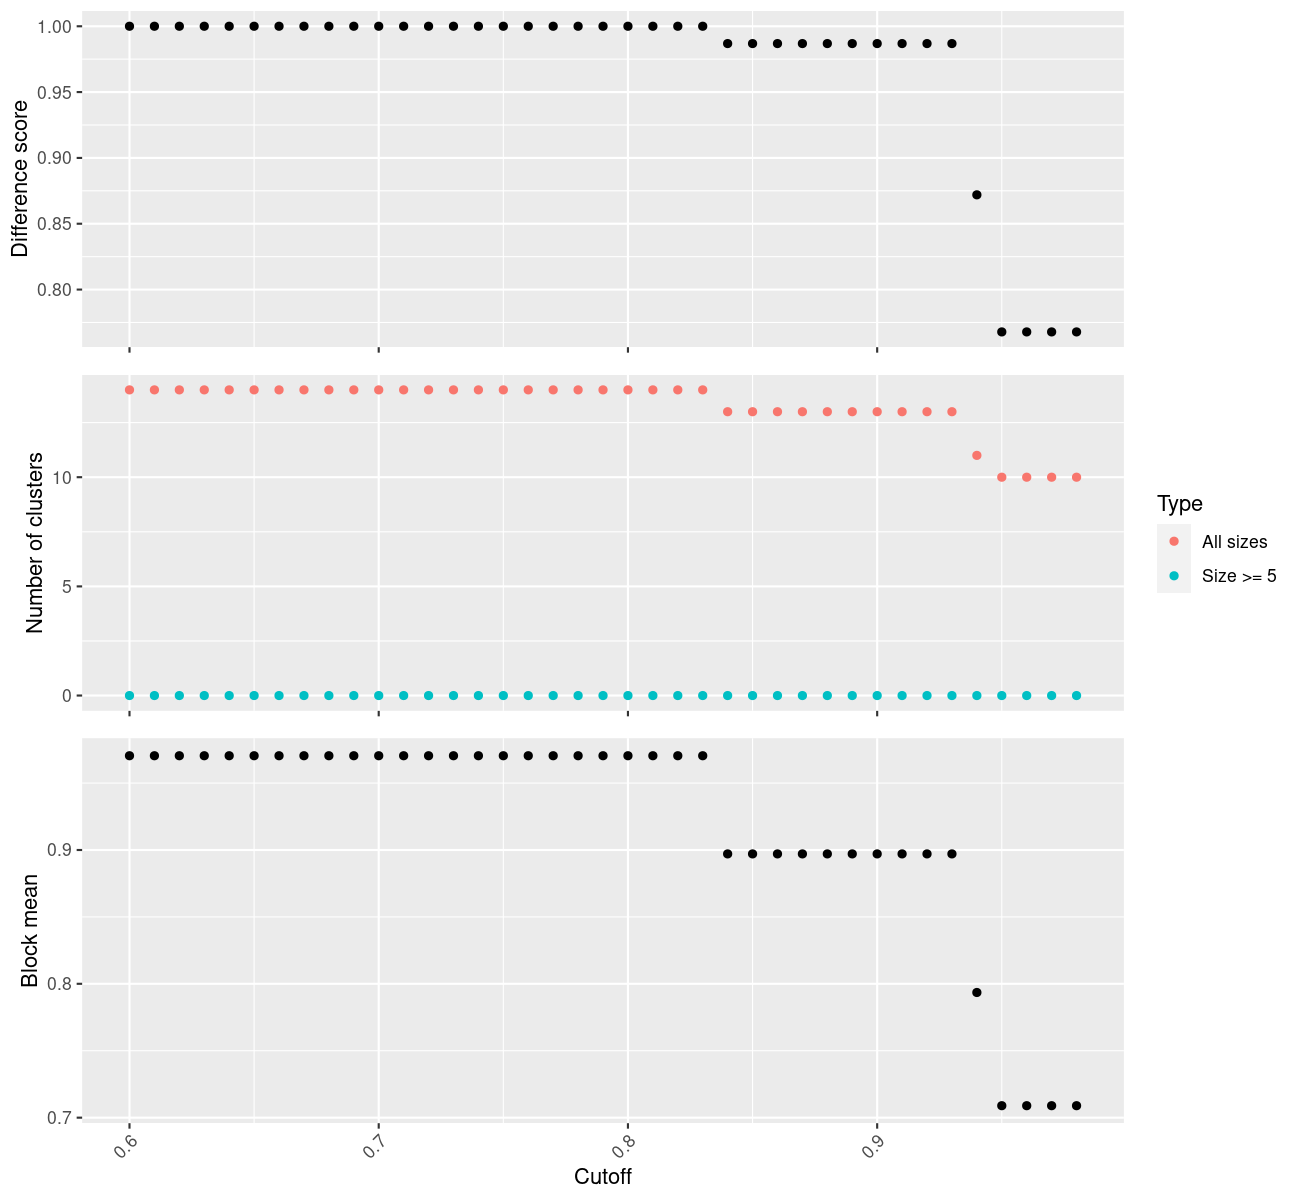 Difference score
1.00
0.95
0.90
0.85
0.80
Number of clusters
10
5
0
Type
All sizes
Size >= 5
Block mean
0.9
0.8
0.7
0.6 0.7 0.8 0.9
Cutoff